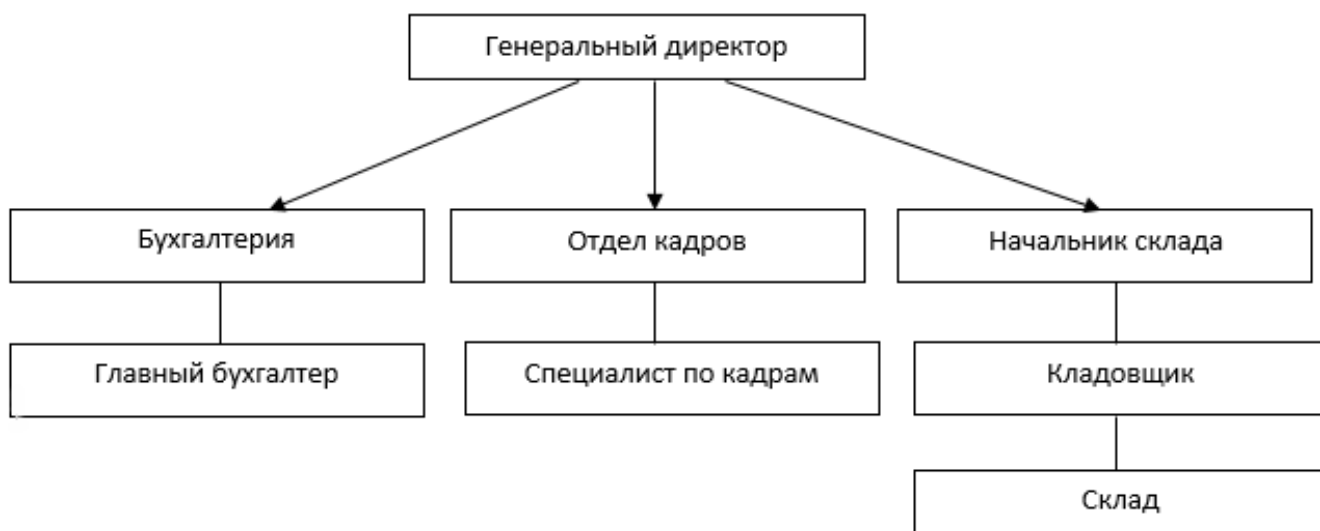 Генеральный директор
Бухгалтерия
Отдел кадров
Начальник склада
Главный бухгалтер
Специалист по кадрам
Кладовщик
Склад